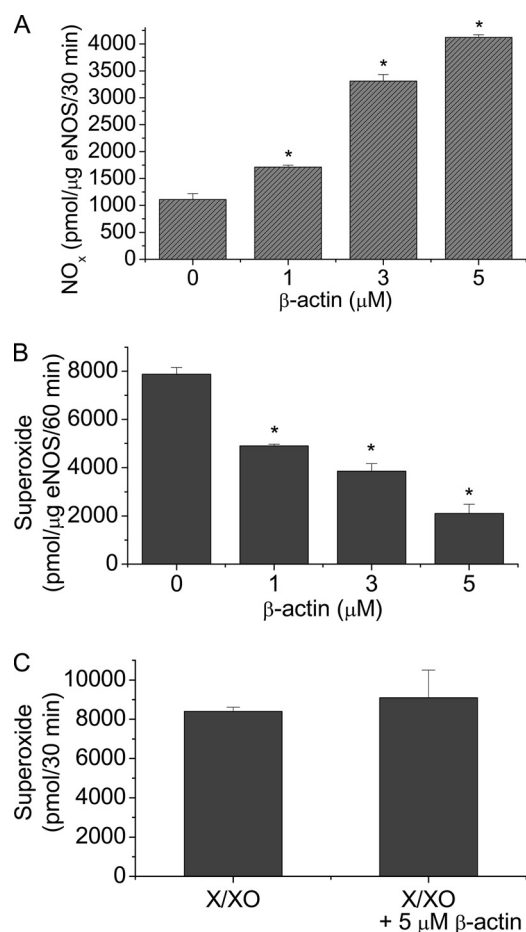 A
NOₓ (pmol/μg eNOS/30 min)
4000
3500
3000
2500
2000
1500
1000
500
0
*
*
*
0 1 3 5
β-actin (μM)
B
Superoxide
(pmol/μg eNOS/60 min)
8000
6000
4000
2000
0
*
*
*
0 1 3 5
β-actin (μM)
C
Superoxide
(pmol/30 min)
10000
8000
6000
4000
2000
0
X/XO X/XO
+ 5 μM β-actin